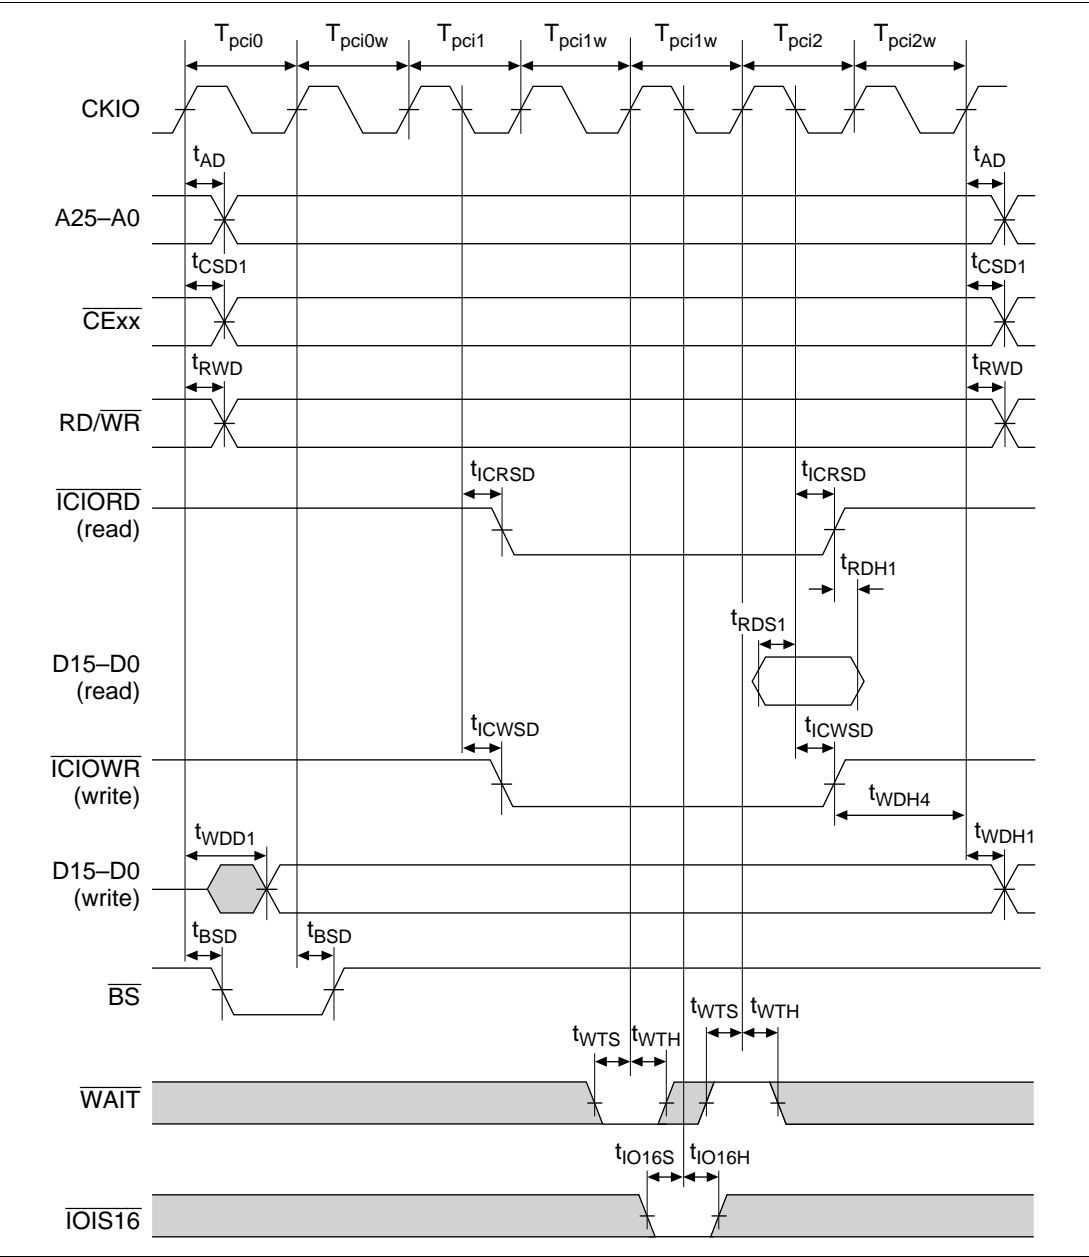 Tpci0 Tpci0w Tpci1 Tpci1w Tpci1w Tpci2 Tpci2w
CKIO
tAD tAD
A25–A0
tCSD1 tCSD1
CExx
tRWD tRWD
RD/WR
tICRSD tICRSD
ICIORD
(read)
tRDH1
tRDS1
D15–D0
(read)
tICWSD tICWSD
ICIOWR
(write)
tWDH4
tWDD1 tWDH1
D15–D0
(write)
tBSD tBSD
BS
tWTS tWTH
tWTS tWTH
WAIT
tIO16S tIO16H
IOIS16